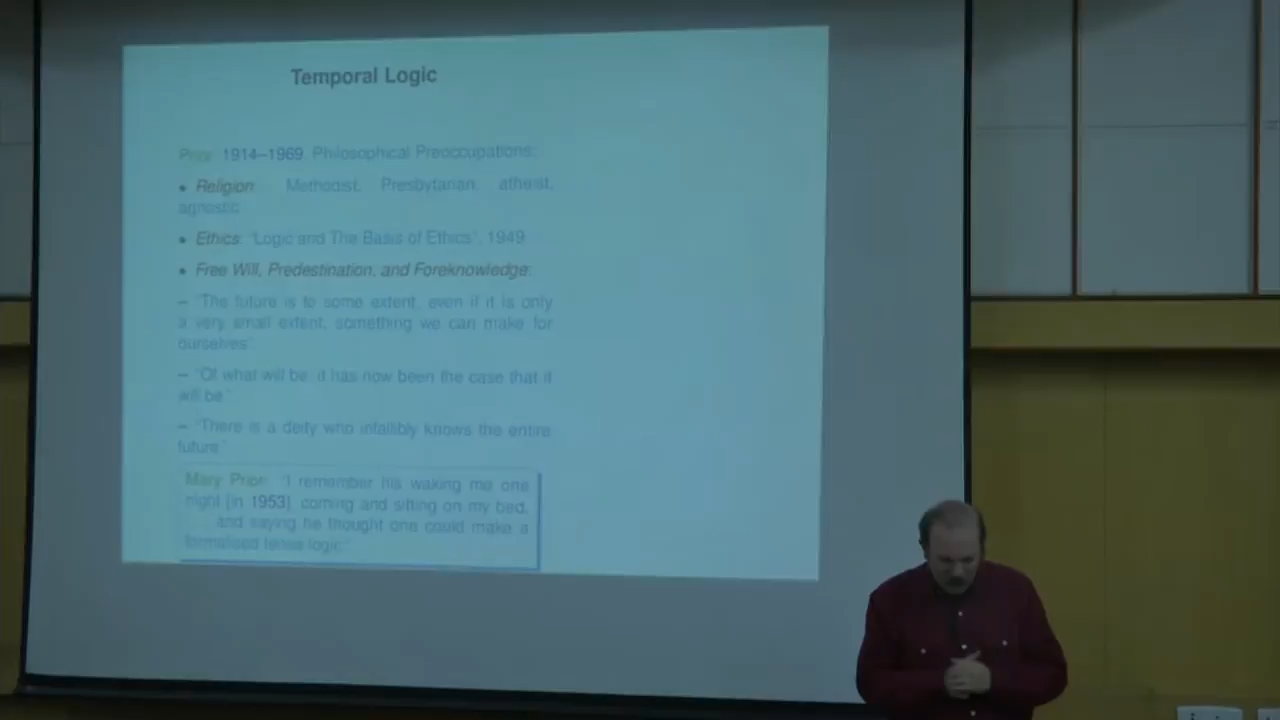 Temporal Logic
Prior, 1914–1969, Philosophical Preoccupations:
• Religion: Methodist, Presbytarian, atheist,
agnostic
• Ethics: "Logic and The Basis of Ethics", 1949
• Free Will, Predestination, and Foreknowledge:
– "The future is to some extent, even if it is only
a very small extent, something we can make for
ourselves".
– "Of what will be, it has now been the case that it
will be."
– "There is a deity who infallibly knows the entire
future."
Mary Prior: "I remember his waking me one
night [in 1953], coming and sitting on my bed,
. . . and saying he thought one could make a
formalised tense logic."